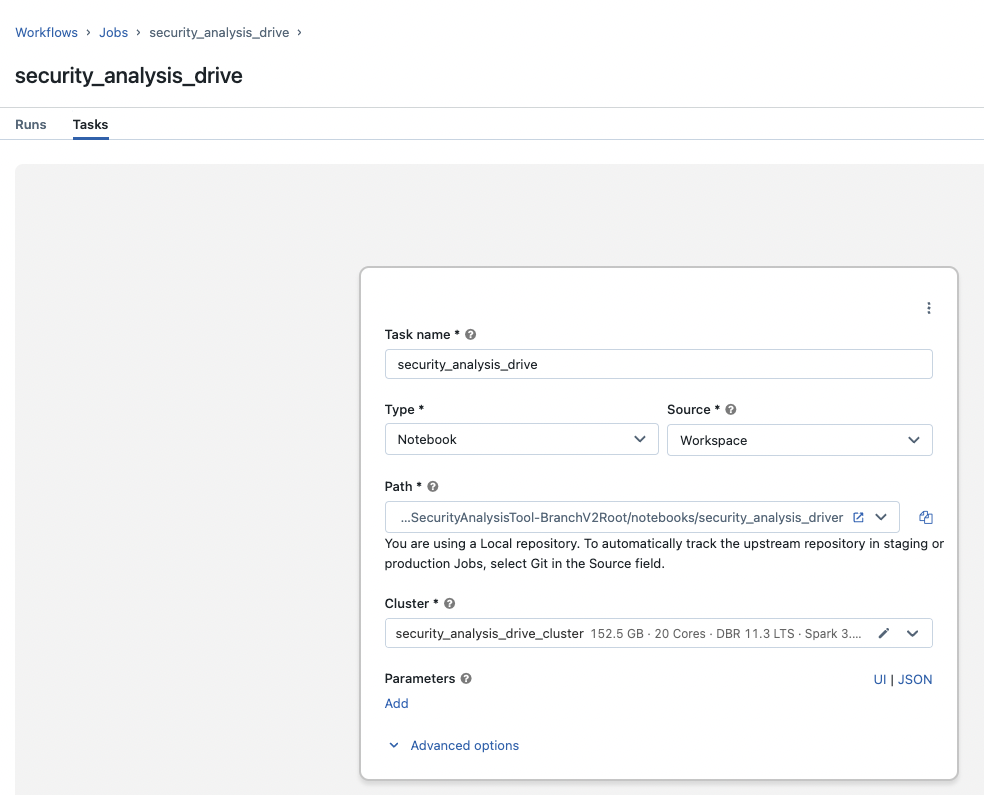 Workflows › Jobs › security_analysis_drive ›
security_analysis_drive
Runs Tasks
Task name * ?
security_analysis_drive
Type * Source * ?
Notebook Workspace
Path * ?
...SecurityAnalysisTool-BranchV2Root/notebooks/security_analysis_driver
You are using a Local repository. To automatically track the upstream repository in staging or
production Jobs, select Git in the Source field.
Cluster * ?
security_analysis_drive_cluster 152.5 GB · 20 Cores · DBR 11.3 LTS · Spark 3....
Parameters ? UI | JSON
Add
Advanced options